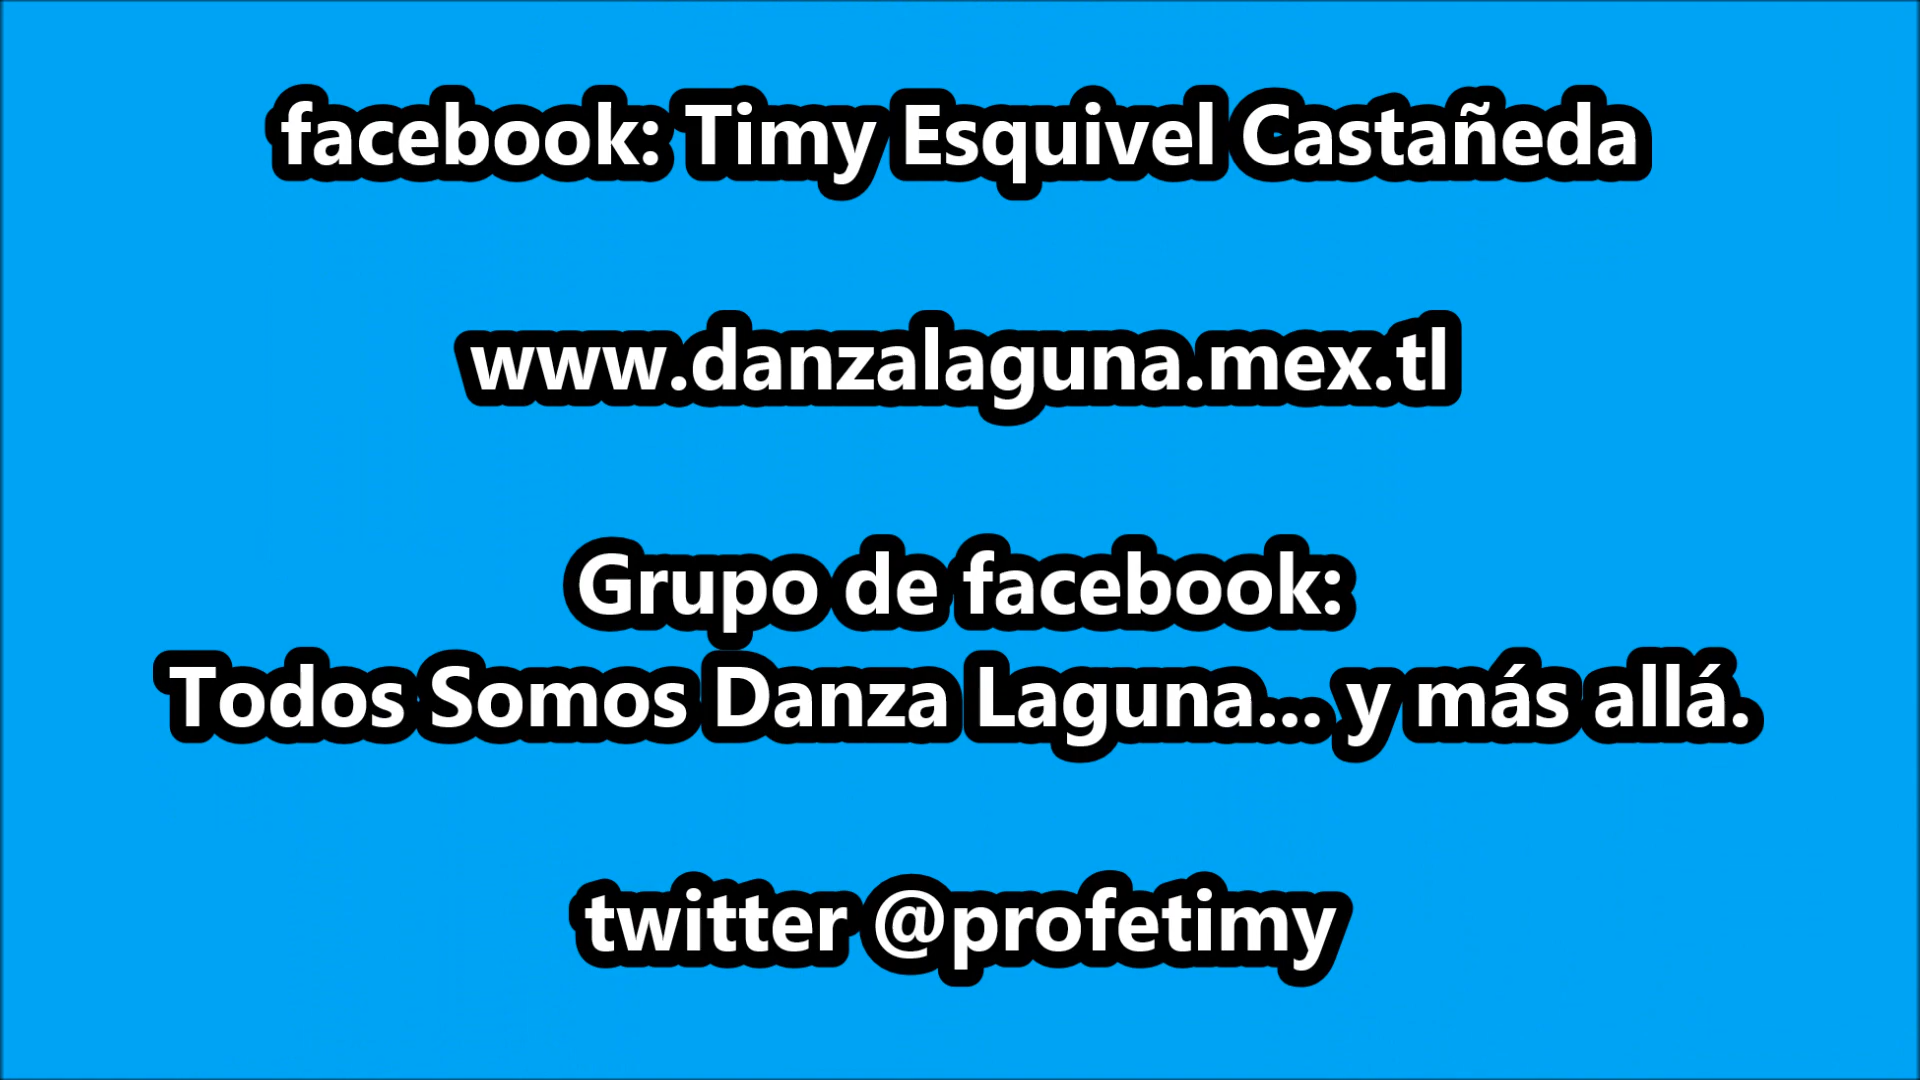 facebook: Timy Esquivel Castañeda
www.danzalaguna.mex.tl
Grupo de facebook:
Todos Somos Danza Laguna... y más allá.
twitter @profetimy